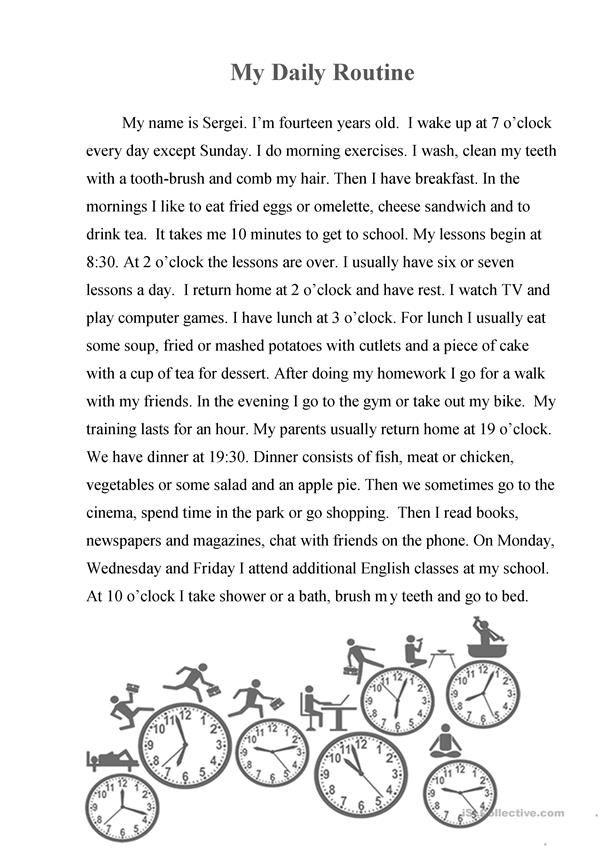 My Daily Routine
My name is Sergei. I'm fourteen years old. I wake up at 7 o'clock
every day except Sunday. I do morning exercises. I wash, clean my teeth
with a tooth-brush and comb my hair. Then I have breakfast. In the
mornings I like to eat fried eggs or omelette, cheese sandwich and to
drink tea. It takes me 10 minutes to get to school. My lessons begin at
8:30. At 2 o'clock the lessons are over. I usually have six or seven
lessons a day. I return home at 2 o'clock and have rest. I watch TV and
play computer games. I have lunch at 3 o'clock. For lunch I usually eat
some soup, fried or mashed potatoes with cutlets and a piece of cake
with a cup of tea for dessert. After doing my homework I go for a walk
with my friends. In the evening I go to the gym or take out my bike. My
training lasts for an hour. My parents usually return home at 19 o'clock.
We have dinner at 19:30. Dinner consists of fish, meat or chicken,
vegetables or some salad and an apple pie. Then we sometimes go to the
cinema, spend time in the park or go shopping. Then I read books,
newspapers and magazines, chat with friends on the phone. On Monday,
Wednesday and Friday I attend additional English classes at my school.
At 10 o'clock I take shower or a bath, brush my teeth and go to bed.
iSLCollective.com